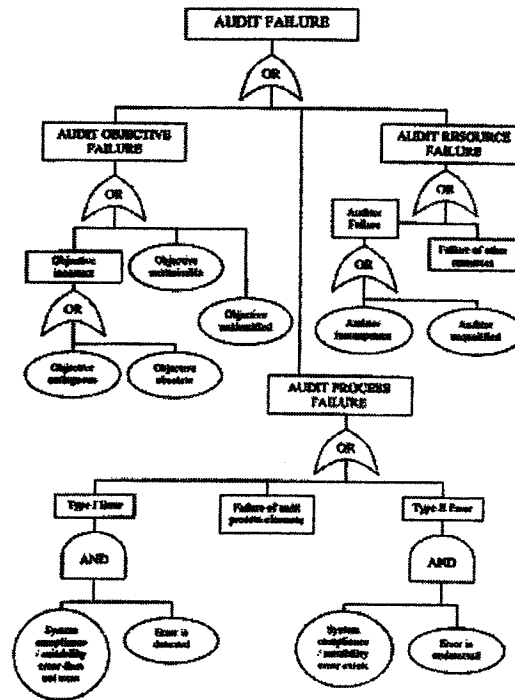 AUDIT FAILURE
OR
AUDIT OBJECTIVE
FAILURE
AUDIT RESOURCE
FAILURE
OR
OR
Auditor
Failure
Failure of other
resources
Objective
incorrect
Objective
OR
OR
Objective
unidentified
Auditor
incompetent
Auditor
unqualified
Objective
ambiguous
Objective
obsolete
AUDIT PROCESS
FAILURE
OR
Type-I Error
Failure of audit
process elements
Type-II Error
AND
AND
System
compliance
/ suitability
error does
not exist
Error is
detected
System
compliance
/ suitability
error exists
Error is
undetected